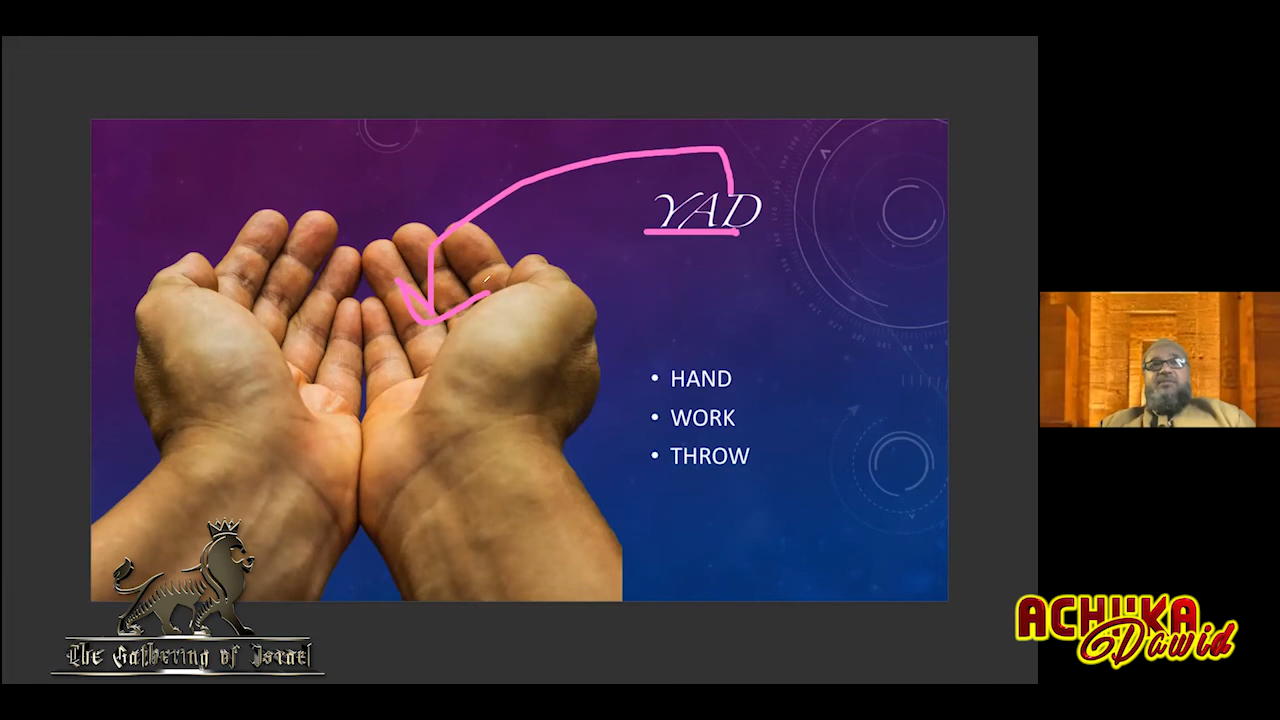 YAD
• HAND
• WORK
• THROW
The Gathering of Israel
ACHUKA
Dawid